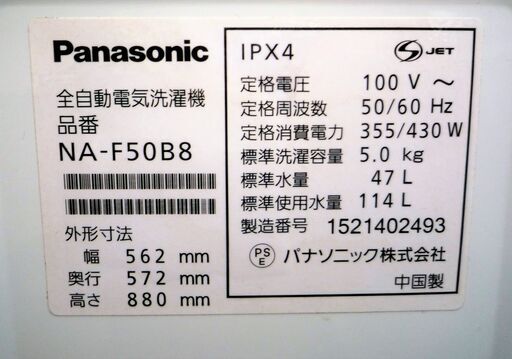 Panasonic
全自動電気洗濯機
品番
NA-F50B8
外形寸法
幅 562 mm
奥行 572 mm
高さ 880 mm
IPX4
S JET
定格電圧 100 V ～
定格周波数 50/60 Hz
定格消費電力 355/430 W
標準洗濯容量 5.0 kg
標準水量 47 L
標準使用水量 114 L
製造番号 1521402493
PS E パナソニック株式会社
中国製